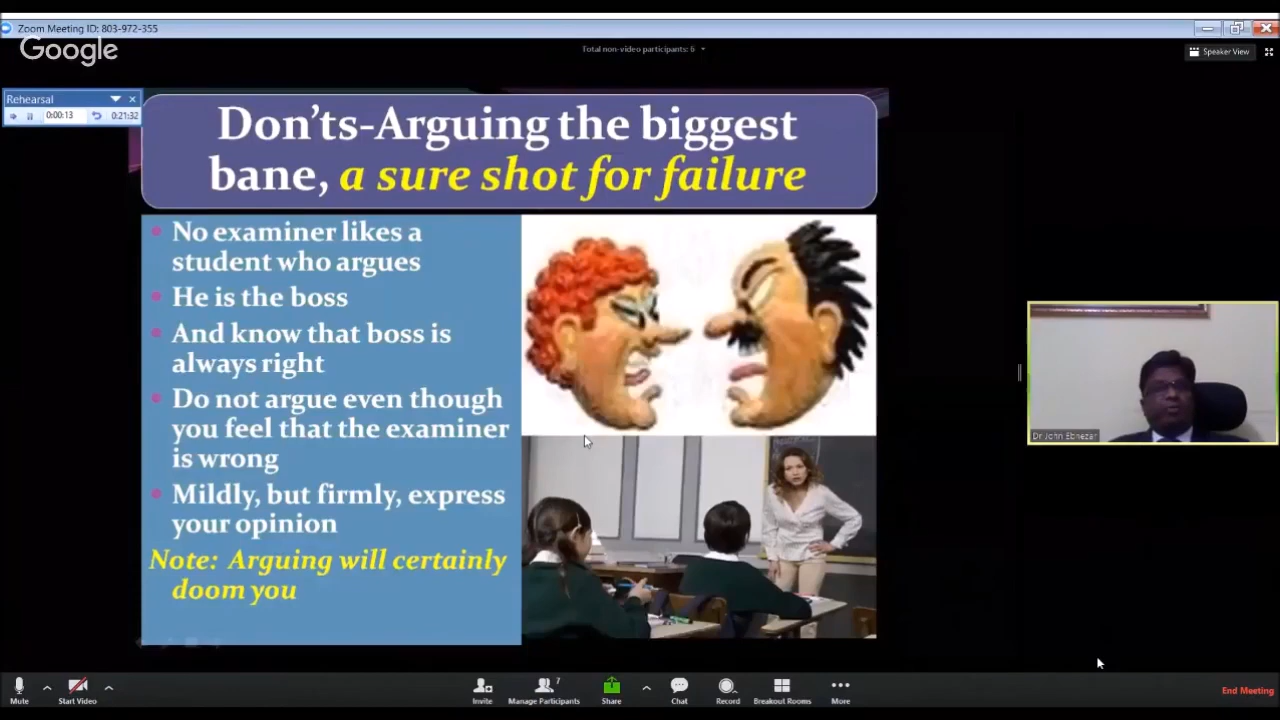 Zoom Meeting ID: 803-972-355
Google
Total non-video participants: 6
Speaker View
Rehearsal
0:00:13
0:21:32
Don'ts-Arguing the biggest
bane, a sure shot for failure
No examiner likes a
student who argues
He is the boss
And know that boss is
always right
Do not argue even though
you feel that the examiner
is wrong
Mildly, but firmly, express
your opinion
Note: Arguing will certainly
doom you
Dr John Ebnezar
Mute
Start Video
Invite
7
Manage Participants
Share
Chat
Record
Breakout Rooms
More
End Meeting